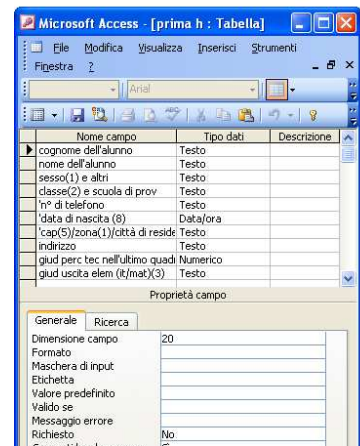 Microsoft Access - [prima h : Tabella]
File Modifica Visualizza Inserisci Strumenti
Finestra ?
Arial
Nome campo Tipo dati Descrizione
cognome dell'alunno Testo
nome dell'alunno Testo
sesso(1) e altri Testo
classe(2) e scuola di prov Testo
'n° di telefono Testo
'data di nascita (8) Data/ora
'cap(5)/zona(1)/città di reside Testo
indirizzo Testo
giud perc tec nell'ultimo quadi Numerico
giud uscita elem (it/mat)(3) Testo
Proprietà campo
Generale Ricerca
Dimensione campo 20
Formato
Maschera di input
Etichetta
Valore predefinito
Valido se
Messaggio errore
Richiesto No